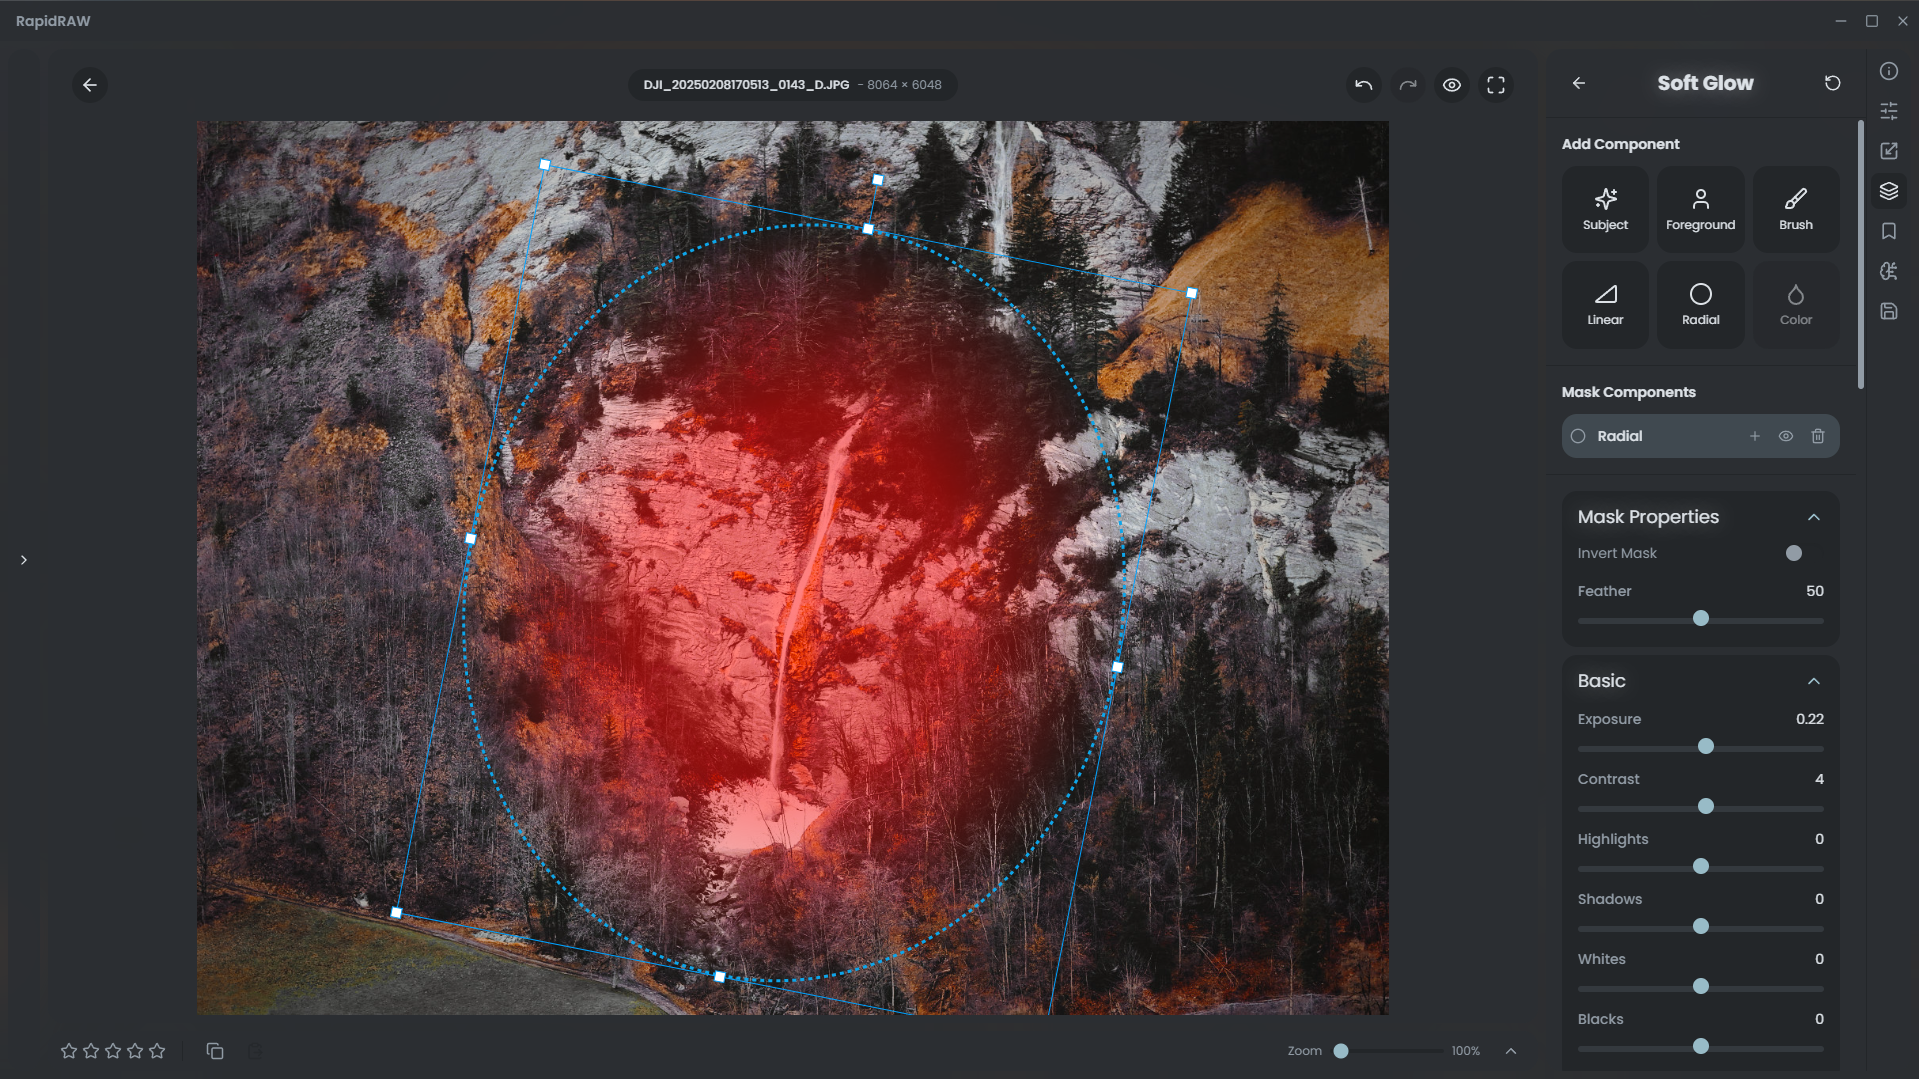 RapidRAW
DJI_20250208170513_0143_D.JPG - 8064 × 6048
Soft Glow
Add Component
Subject
Foreground
Brush
Linear
Radial
Color
Mask Components
Radial
Mask Properties
Invert Mask
Feather 50
Basic
Exposure 0.22
Contrast 4
Highlights 0
Shadows 0
Whites 0
Blacks 0
Zoom 100%